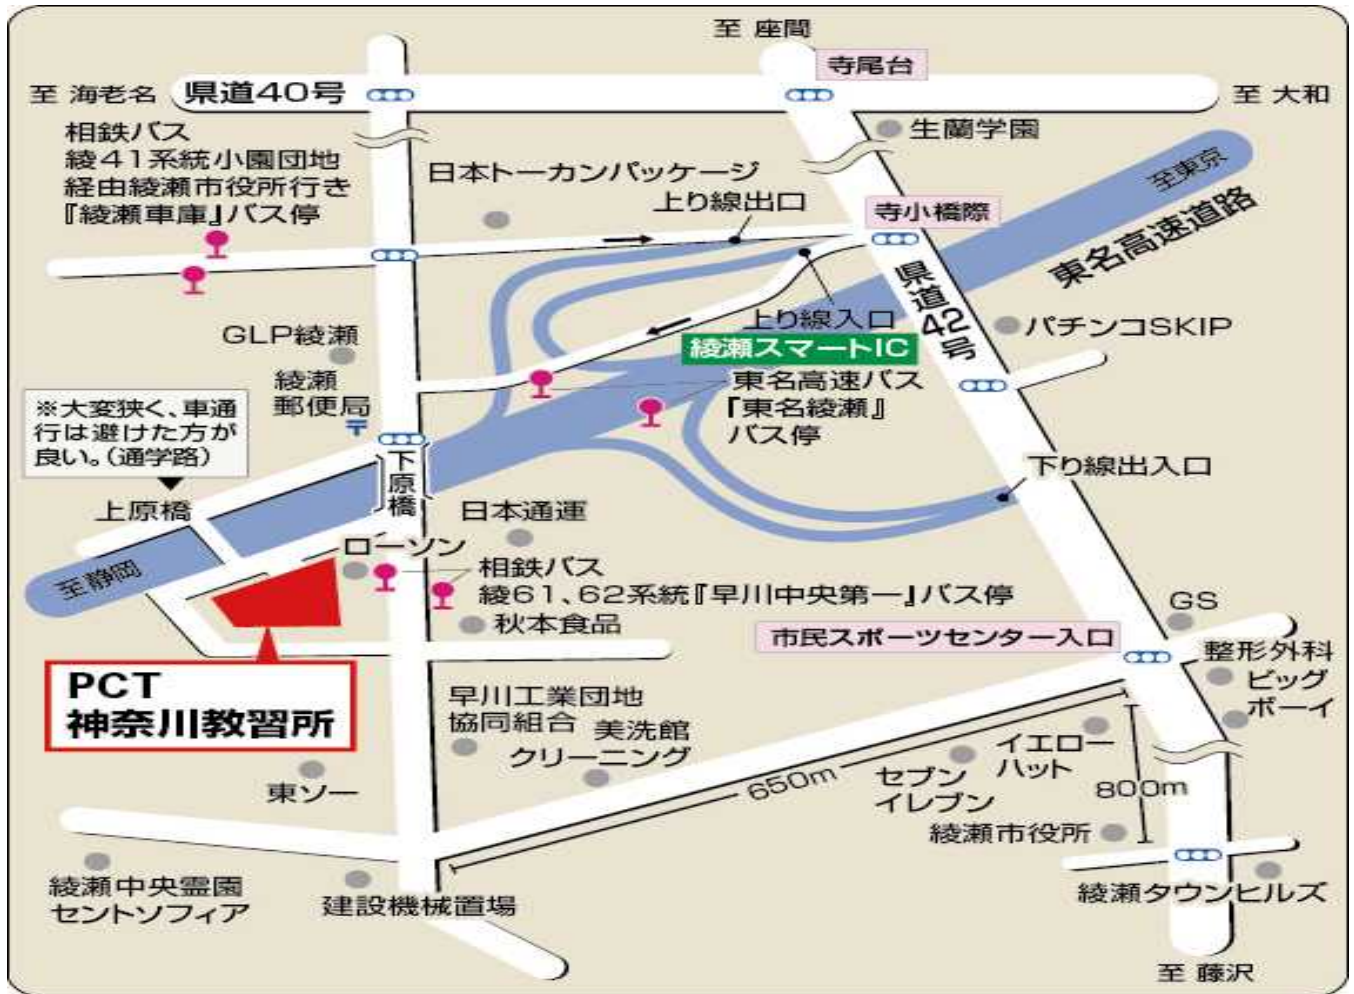 至 座間
寺尾台
至 海老名
県道40号
至 大和
相鉄バス
綾41系統小園団地
経由綾瀬市役所行き
『綾瀬車庫』バス停
生蘭学園
日本トーカンパッケージ
上り線出口
至東京
東名高速道路
寺小橋際
県道42号
上り線入口
パチンコSKIP
GLP綾瀬
綾瀬スマートIC
綾瀬
郵便局
〒
東名高速バス
『東名綾瀬』
バス停
※大変狭く、車通
行は避けた方が
良い。(通学路)
上原橋
下原橋
下り線出入口
日本通運
ローソン
至静岡
相鉄バス
綾61、62系統『早川中央第一』バス停
秋本食品
GS
市民スポーツセンター入口
整形外科
ビッグ
ボーイ
PCT
神奈川教習所
早川工業団地
協同組合
美洗館
クリーニング
イエロー
ハット
セブン
イレブン
650m
800m
東ソー
綾瀬市役所
綾瀬中央霊園
セントソフィア
建設機械置場
綾瀬タウンヒルズ
至 藤沢